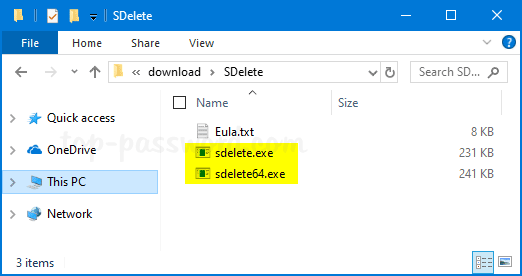 SDelete
File Home Share View
« download > SDelete
Search SD...
Name Size
Quick access
OneDrive
This PC
Network
Eula.txt 8 KB
sdelete.exe 231 KB
sdelete64.exe 241 KB
top-password.com
3 items